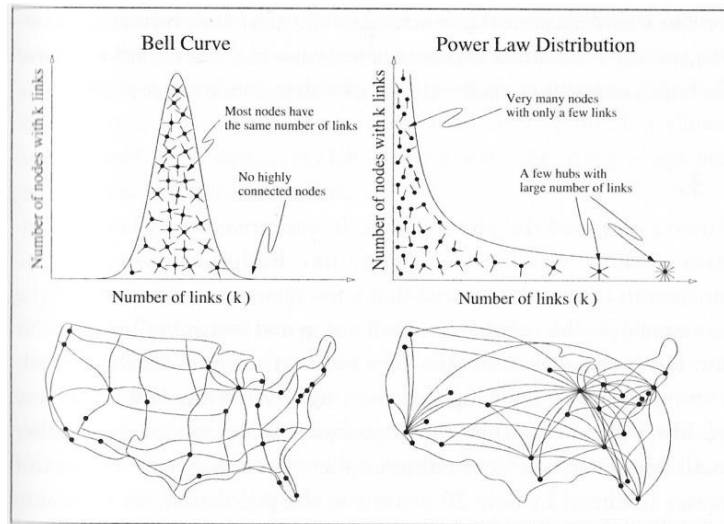 Bell Curve
Number of nodes with k links
Most nodes have
the same number of links
No highly
connected nodes
Number of links (k)
Power Law Distribution
Number of nodes with k links
Very many nodes
with only a few links
A few hubs with
large number of links
Number of links (k)